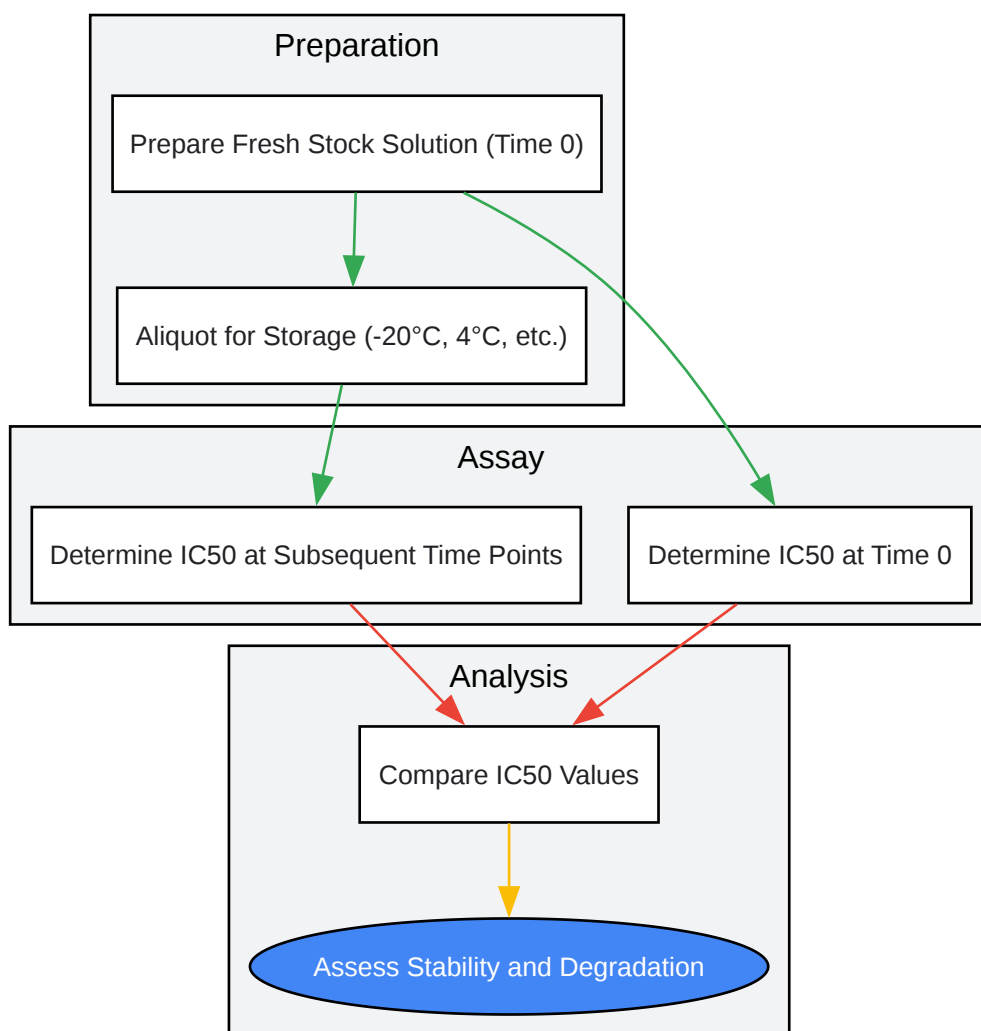 Preparation
Prepare Fresh Stock Solution (Time 0)
Aliquot for Storage (-20°C, 4°C, etc.)
Assay
Determine IC50 at Subsequent Time Points
Determine IC50 at Time 0
Analysis
Compare IC50 Values
Assess Stability and Degradation